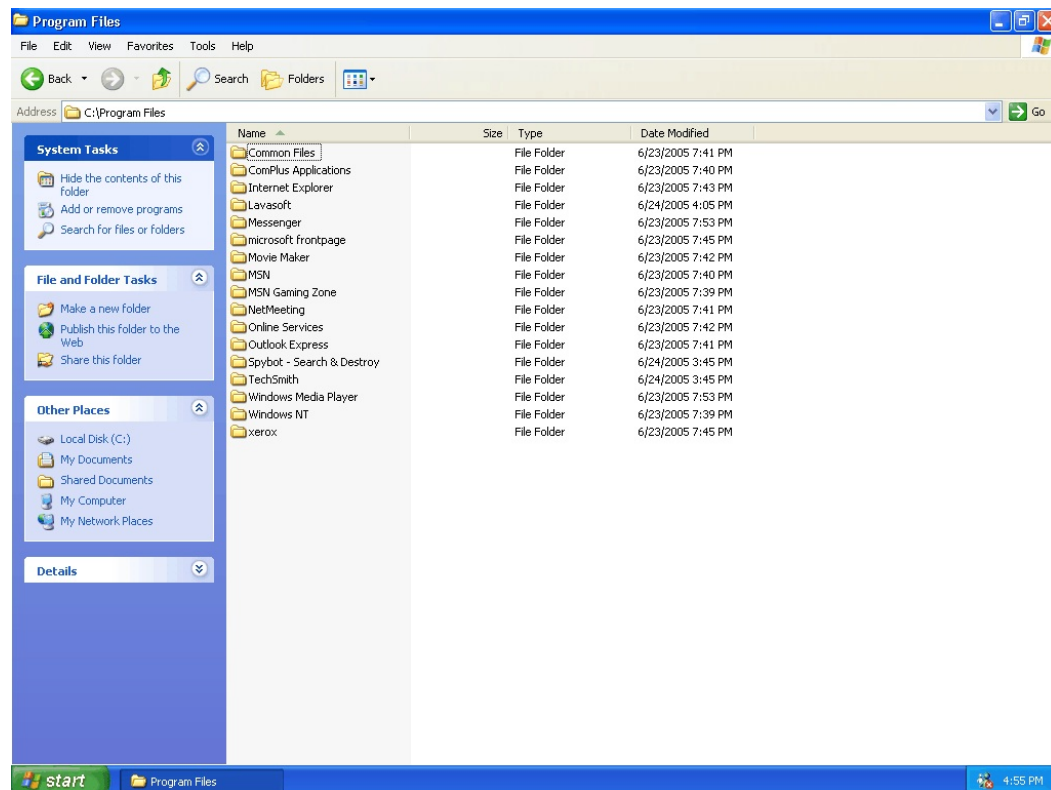 Program Files
File Edit View Favorites Tools Help
Back Search Folders
Address C:\Program Files Go
System Tasks
Hide the contents of this
folder
Add or remove programs
Search for files or folders
File and Folder Tasks
Make a new folder
Publish this folder to the
Web
Share this folder
Other Places
Local Disk (C:)
My Documents
Shared Documents
My Computer
My Network Places
Details
Name Size Type Date Modified
Common Files File Folder 6/23/2005 7:41 PM
ComPlus Applications File Folder 6/23/2005 7:40 PM
Internet Explorer File Folder 6/23/2005 7:43 PM
Lavasoft File Folder 6/24/2005 4:05 PM
Messenger File Folder 6/23/2005 7:53 PM
microsoft frontpage File Folder 6/23/2005 7:45 PM
Movie Maker File Folder 6/23/2005 7:42 PM
MSN File Folder 6/23/2005 7:40 PM
MSN Gaming Zone File Folder 6/23/2005 7:39 PM
NetMeeting File Folder 6/23/2005 7:41 PM
Online Services File Folder 6/23/2005 7:42 PM
Outlook Express File Folder 6/23/2005 7:41 PM
Spybot - Search & Destroy File Folder 6/24/2005 3:45 PM
TechSmith File Folder 6/24/2005 3:45 PM
Windows Media Player File Folder 6/23/2005 7:53 PM
Windows NT File Folder 6/23/2005 7:39 PM
xerox File Folder 6/23/2005 7:45 PM
start Program Files 4:55 PM